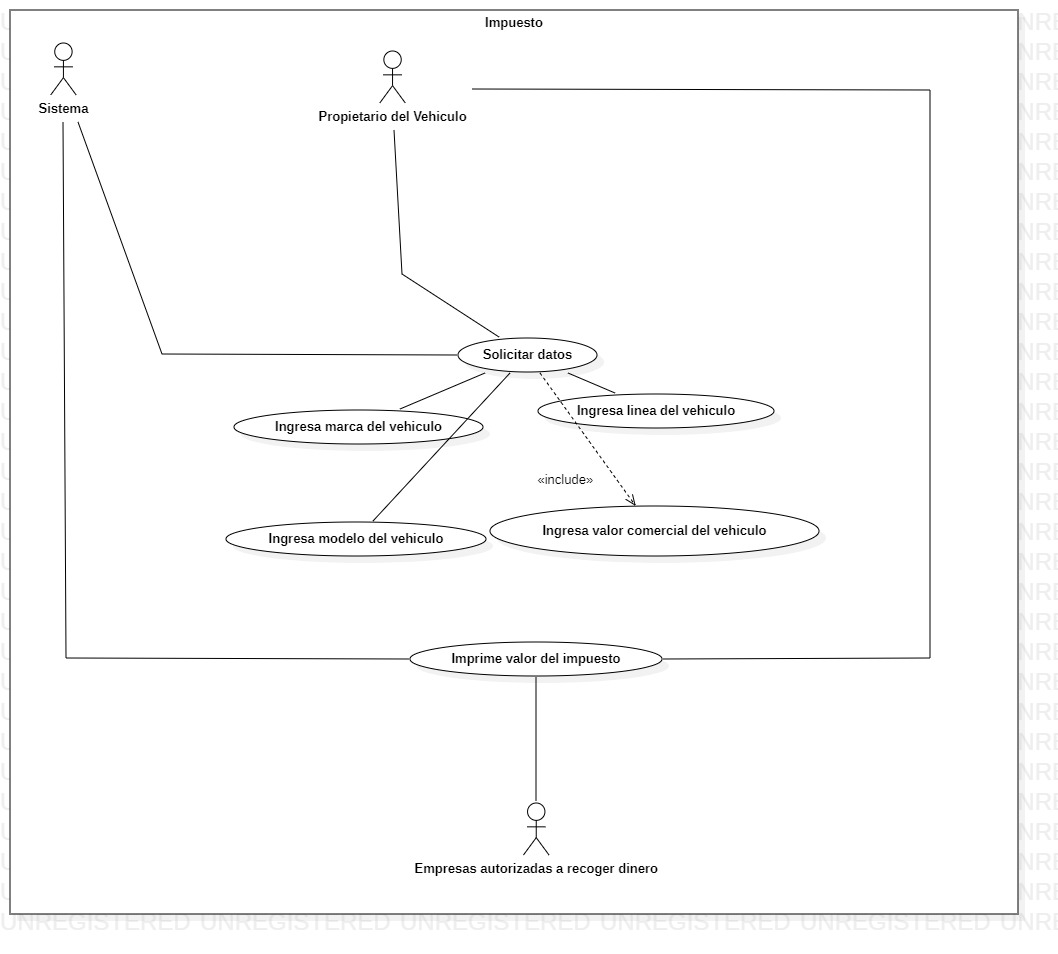 Impuesto
Sistema
Propietario del Vehiculo
Solicitar datos
Ingresa linea del vehiculo
Ingresa marca del vehiculo
«include»
Ingresa valor comercial del vehiculo
Ingresa modelo del vehiculo
Imprime valor del impuesto
Empresas autorizadas a recoger dinero
UNREGISTERED UNREGISTERED UNREGISTERED UNREGISTERED UNREGISTERED UNRE